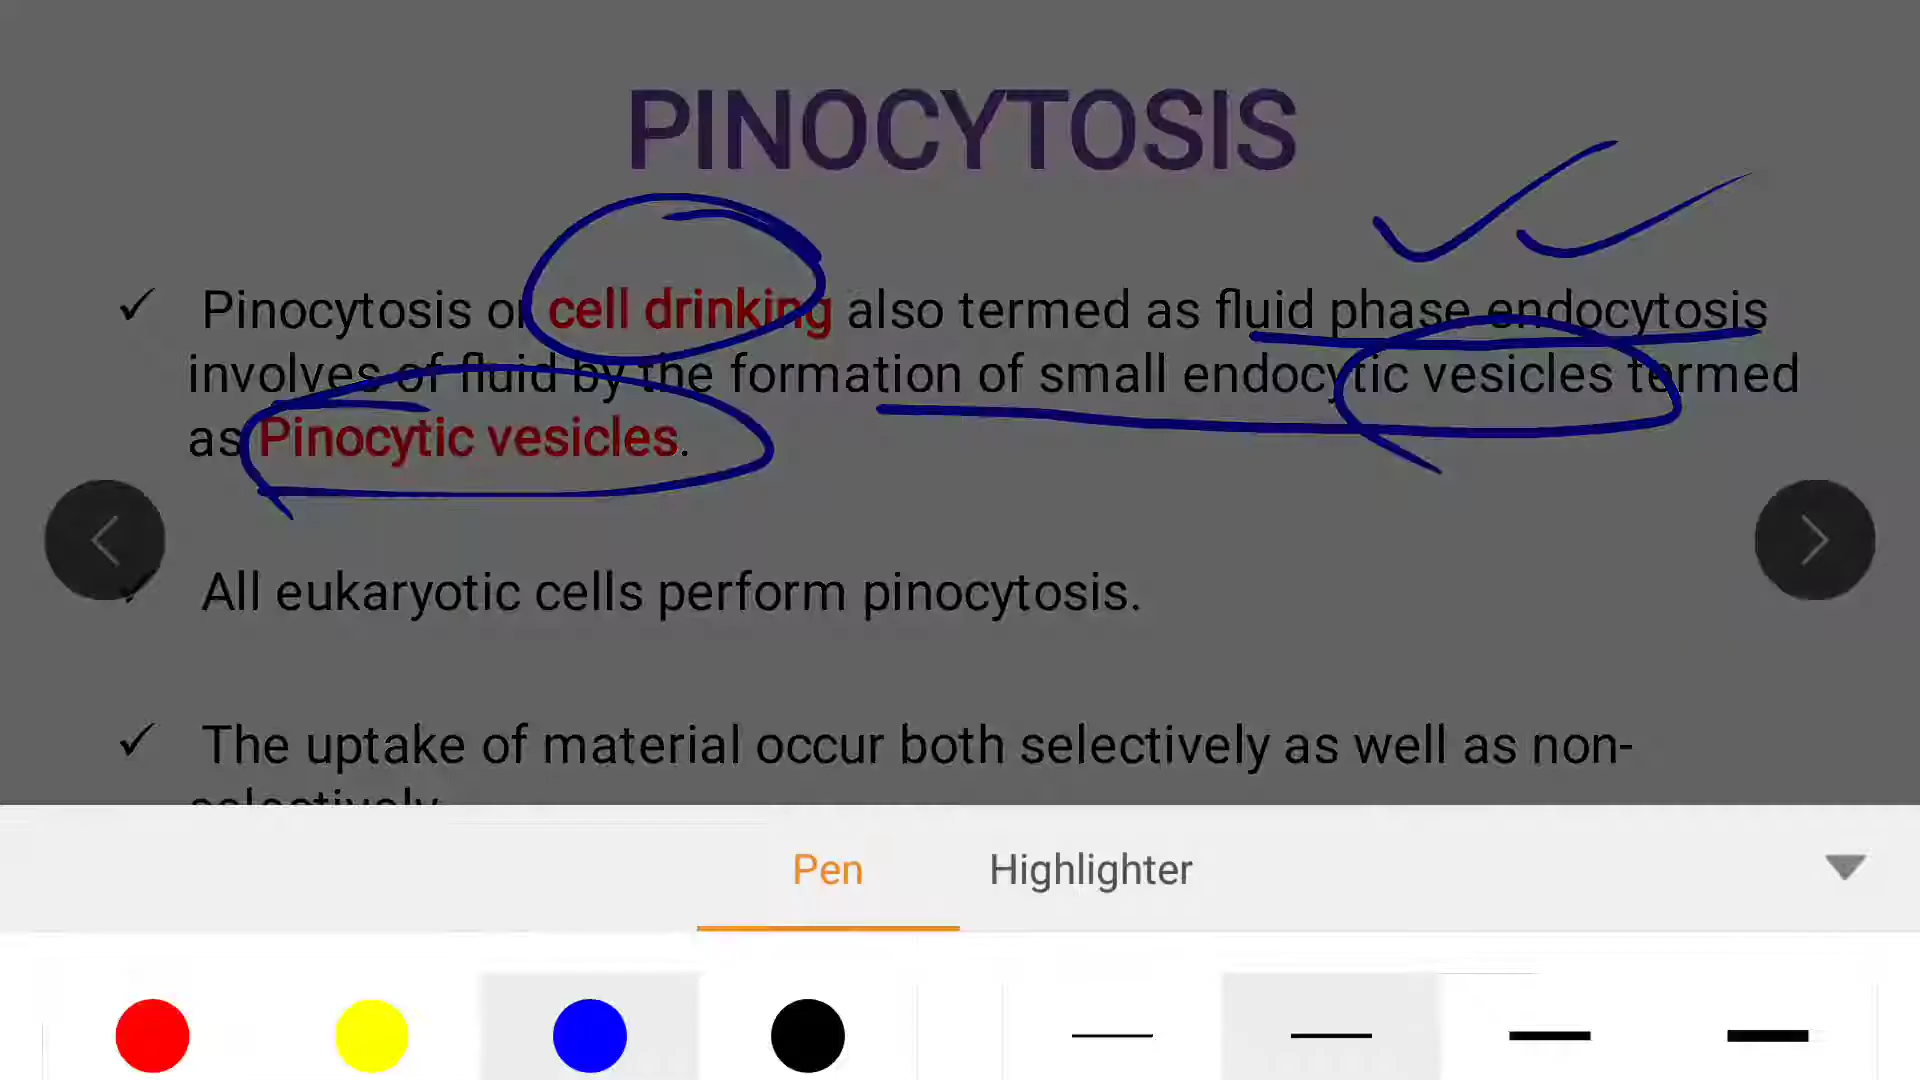 PINOCYTOSIS
✓ Pinocytosis or cell drinking also termed as fluid phase endocytosis
involves of fluid by the formation of small endocytic vesicles termed
as Pinocytic vesicles.
✓ All eukaryotic cells perform pinocytosis.
✓ The uptake of material occur both selectively as well as non-
selectively
Pen Highlighter